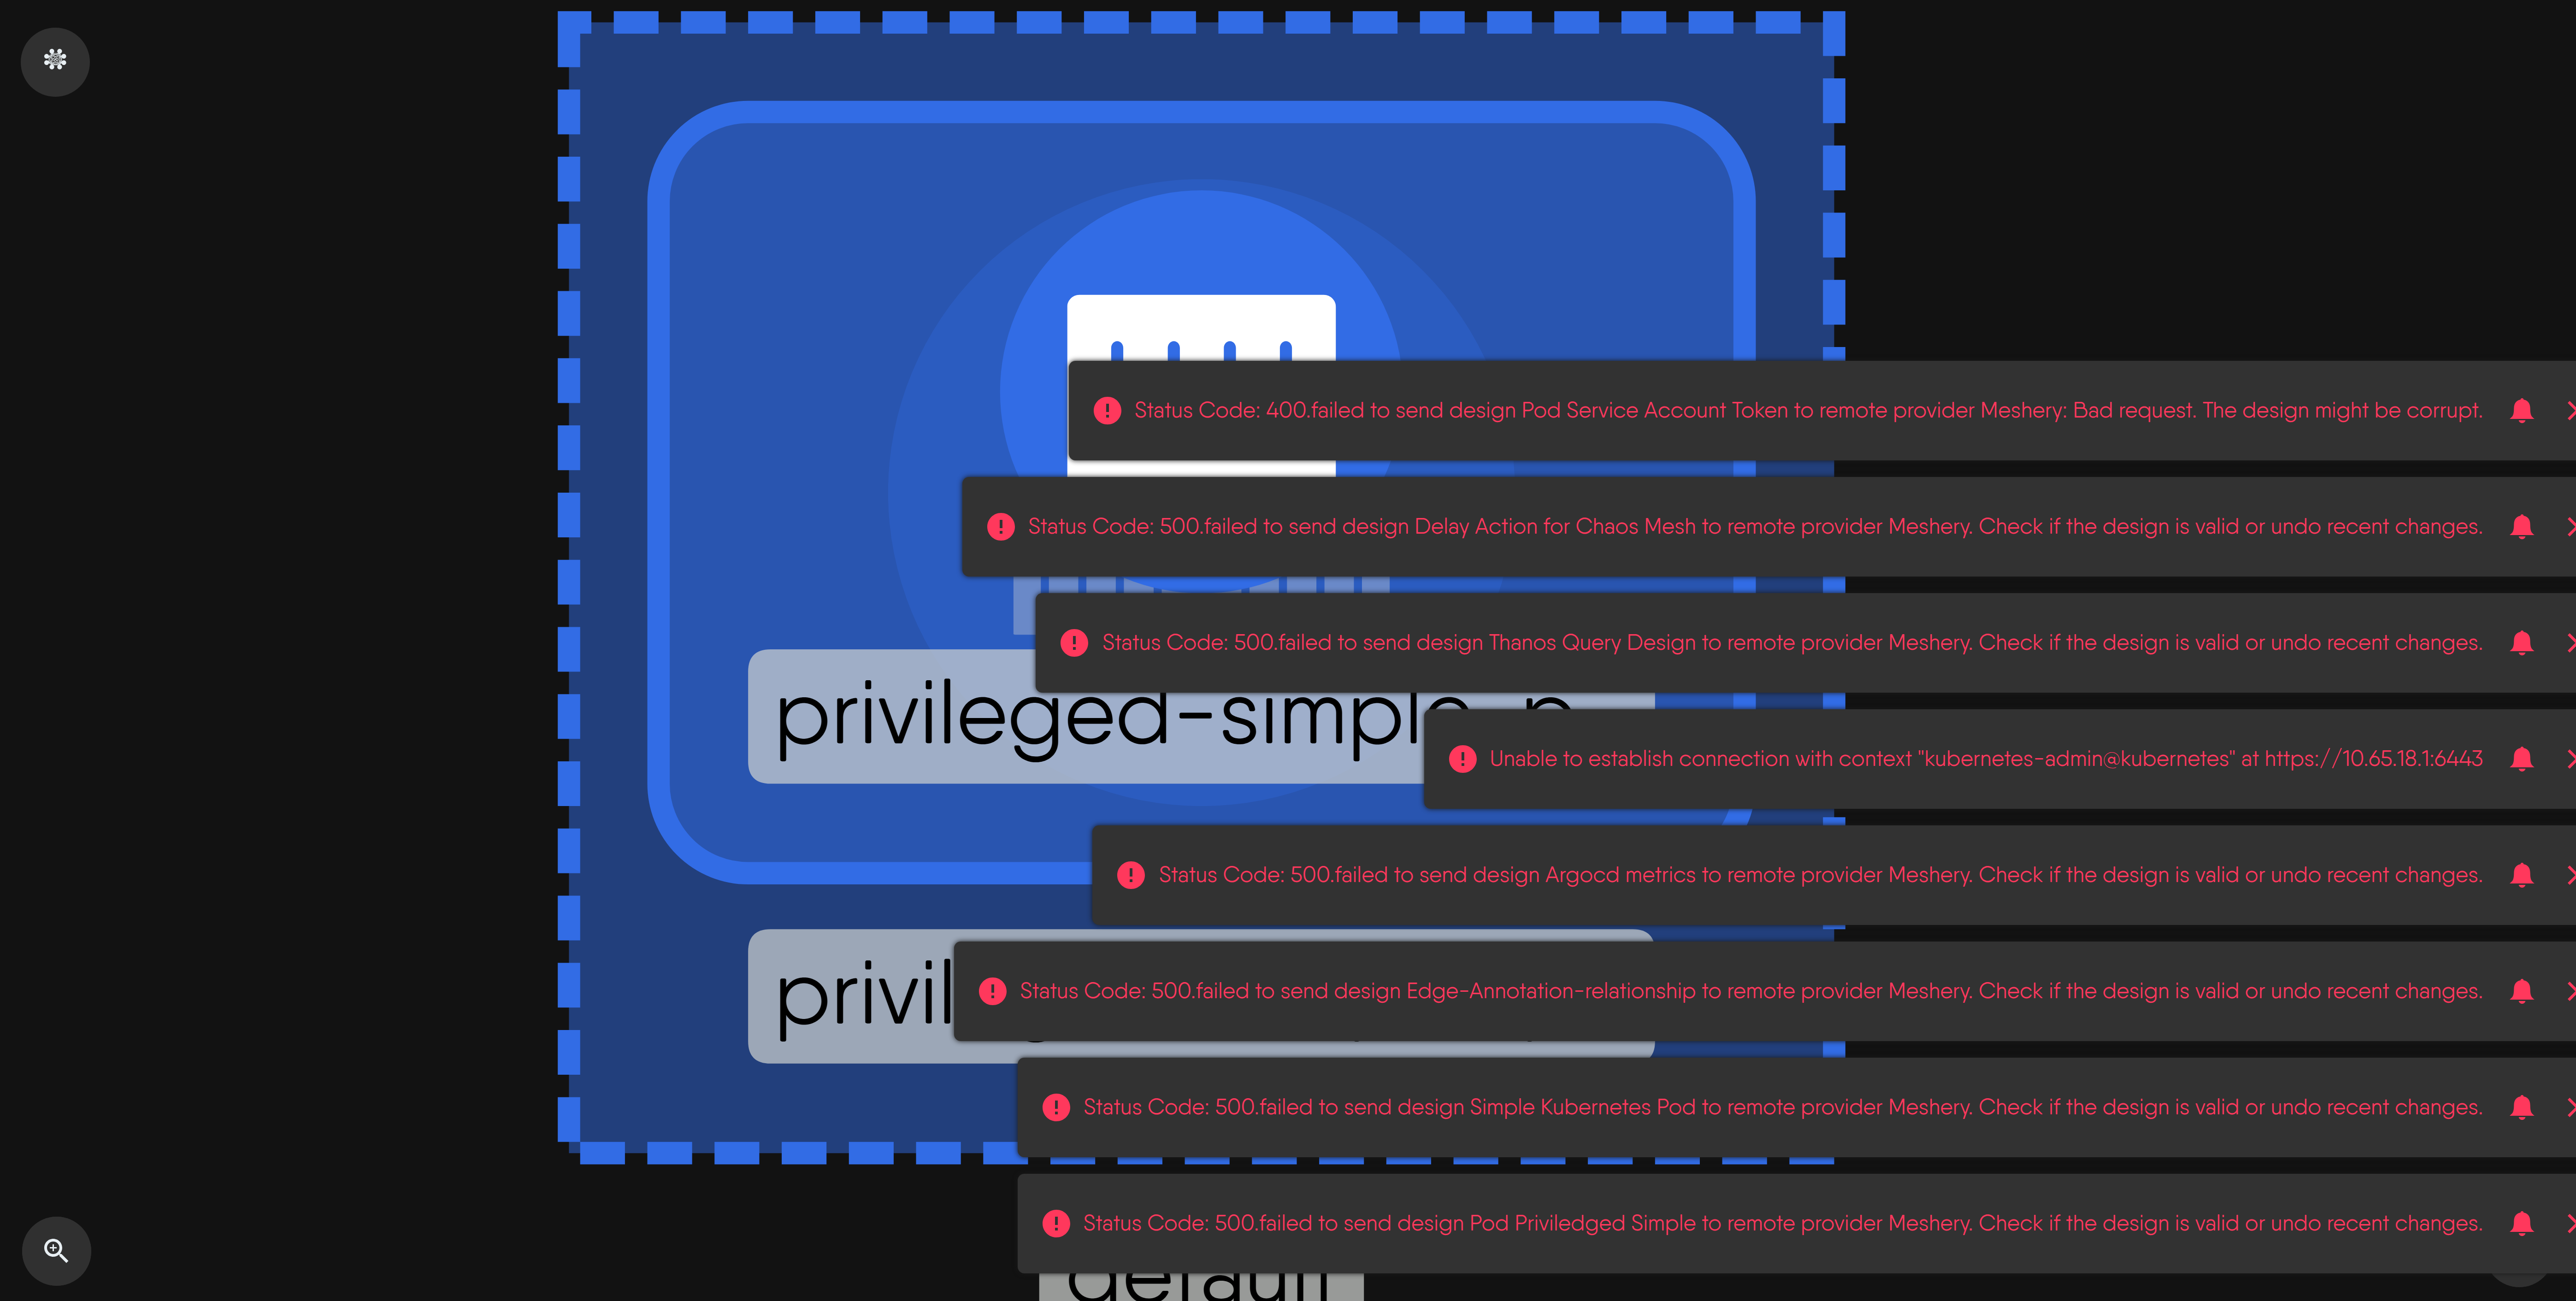 Status Code: 400.failed to send design Pod Service Account Token to remote provider Meshery: Bad request. The design might be corrupt.
Status Code: 500.failed to send design Delay Action for Chaos Mesh to remote provider Meshery. Check if the design is valid or undo recent changes.
Status Code: 500.failed to send design Thanos Query Design to remote provider Meshery. Check if the design is valid or undo recent changes.
privileged-simple-p
Unable to establish connection with context "kubernetes-admin@kubernetes" at https://10.65.18.1:6443
Status Code: 500.failed to send design Argocd metrics to remote provider Meshery. Check if the design is valid or undo recent changes.
privil
Status Code: 500.failed to send design Edge-Annotation-relationship to remote provider Meshery. Check if the design is valid or undo recent changes.
Status Code: 500.failed to send design Simple Kubernetes Pod to remote provider Meshery. Check if the design is valid or undo recent changes.
Status Code: 500.failed to send design Pod Priviledged Simple to remote provider Meshery. Check if the design is valid or undo recent changes.
default